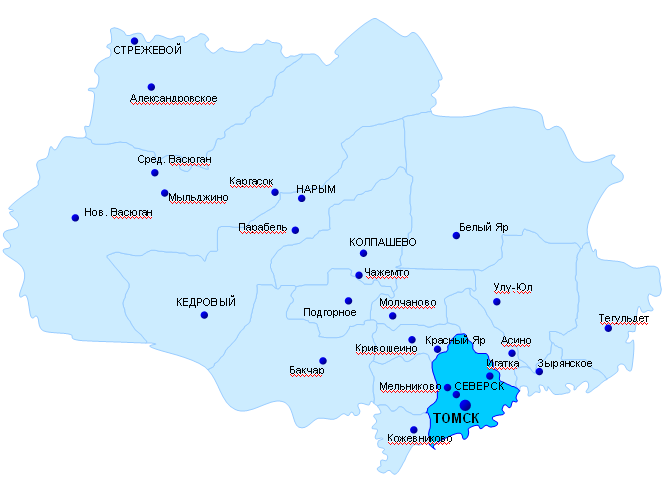 СТРЕЖЕВОЙ
Александровское
Сред. Васюган
Каргасок
НАРЫМ
Мыльджино
Нов. Васюган
Парабель
Белый Яр
КОЛПАШЕВО
Чажемто
Улу-Юл
КЕДРОВЫЙ
Молчаново
Подгорное
Тегульдет
Красный Яр
Асино
Кривошеино
Игатка
Зырянское
Бакчар
Мельниково
СЕВЕРСК
ТОМСК
Кожевниково